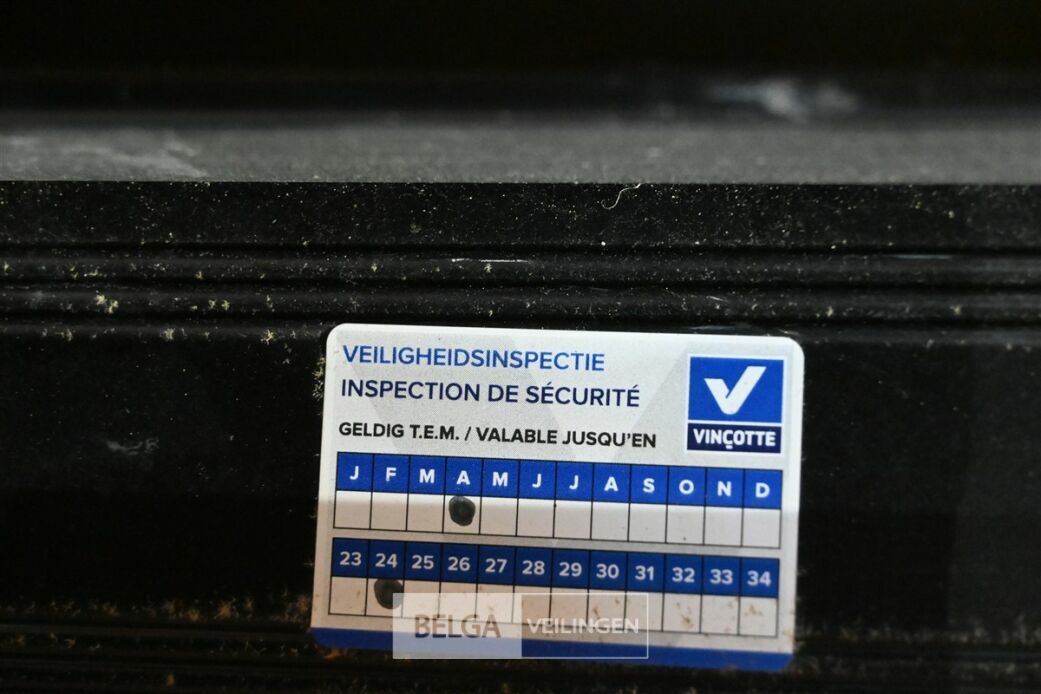 VEILIGHEIDSINSPECTIE
INSPECTION DE SÉCURITÉ
VINÇOTTE
GELDIG T.E.M. / VALABLE JUSQU'EN
J F M A M J J A S O N D
23 24 25 26 27 28 29 30 31 32 33 34
BELGA VEILINGEN